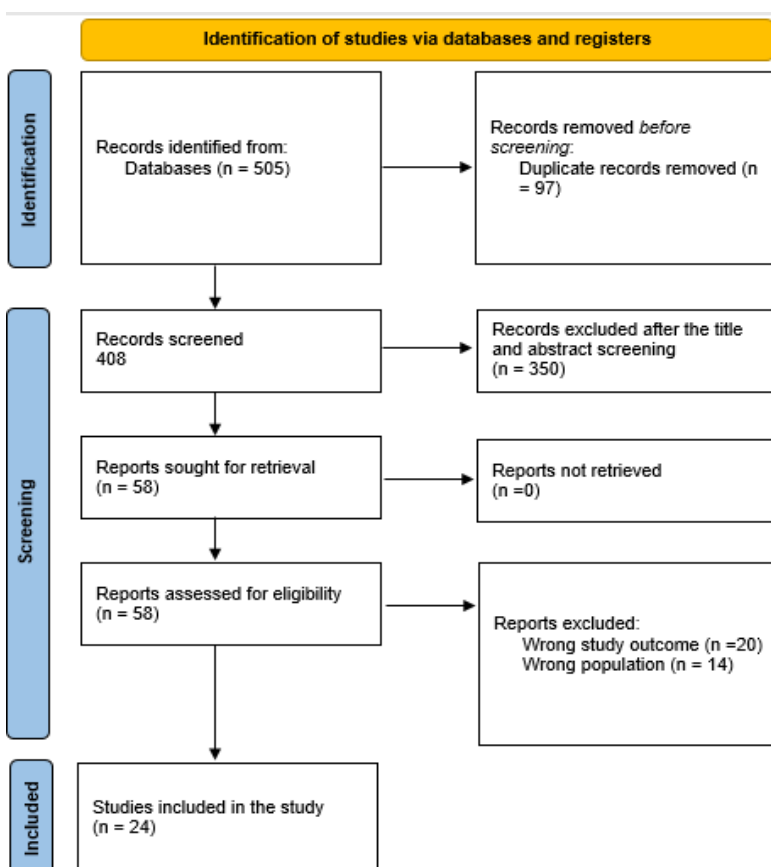 Identification of studies via databases and registers
Identification
Records identified from:
Databases (n = 505)
Records removed before
screening:
Duplicate records removed (n
= 97)
Screening
Records screened
408
Records excluded after the title
and abstract screening
(n = 350)
Reports sought for retrieval
(n = 58)
Reports not retrieved
(n =0)
Reports assessed for eligibility
(n = 58)
Reports excluded:
Wrong study outcome (n =20)
Wrong population (n = 14)
Included
Studies included in the study
(n = 24)